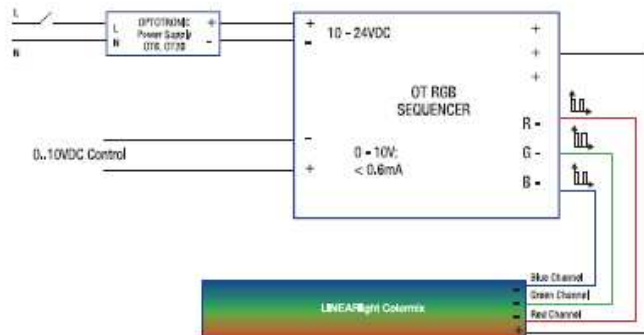 L
N
OPTOTRONIC
L
Power Supply
N
OT6, OT20
+
-
+
-
10 - 24VDC
+
+
+
OT RGB
SEQUENCER
R -
G -
B -
0..10VDC Control
-
+
0 - 10V;
< 0.6mA
Blue Channel
Green Channel
Red Channel
LINEARlight Colormix
-
-
-
+